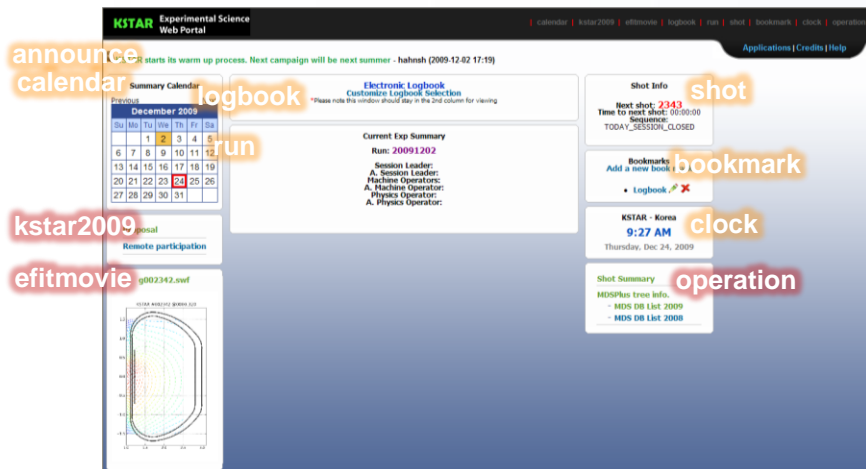 KSTAR Experimental Science
Web Portal
| calendar | kstar2009 | efitmovie | logbook | run | shot | bookmark | clock | operation
Applications | Credits | Help
announce
starts its warm up process. Next campaign will be next summer - hahnsh (2009-12-02 17:19)
calendar
Summary Calendar
Previous
December 2009
Su Mo Tu We Th Fr Sa
1 2 3 4 5
6 7 8 9 10 11 12
13 14 15 16 17 18 19
20 21 22 23 24 25 26
27 28 29 30 31
logbook
Electronic Logbook
Customize Logbook Selection
*Please note this window should stay in the 2nd column for viewing
run
Current Exp Summary
Run: 20091202
Session Leader:
A. Session Leader:
Machine Operators:
A. Machine Operator:
Physics Operator:
A. Physics Operator:
shot
Shot Info
Next shot: 2343
Time to next shot: 00:00:00
Sequence:
TODAY_SESSION_CLOSED
bookmark
Bookmarks
Add a new
Logbook
kstar2009
Remote participation
clock
KSTAR - Korea
9:27 AM
Thursday, Dec 24, 2009
efitmovie
g002342.swf
operation
Shot Summary
MDSPlus tree info.
- MDS DB List 2009
- MDS DB List 2008